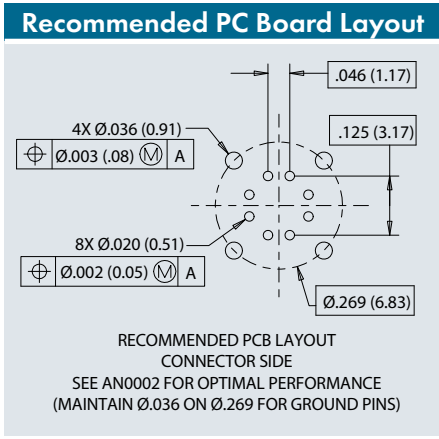 Recommended PC Board Layout
.046 (1.17)
4X Ø.036 (0.91)
⌖ Ø.003 (.08) Ⓜ A
.125 (3.17)
8X Ø.020 (0.51)
⌖ Ø.002 (0.05) Ⓜ A
Ø.269 (6.83)
RECOMMENDED PCB LAYOUT
CONNECTOR SIDE
SEE AN0002 FOR OPTIMAL PERFORMANCE
(MAINTAIN Ø.036 ON Ø.269 FOR GROUND PINS)